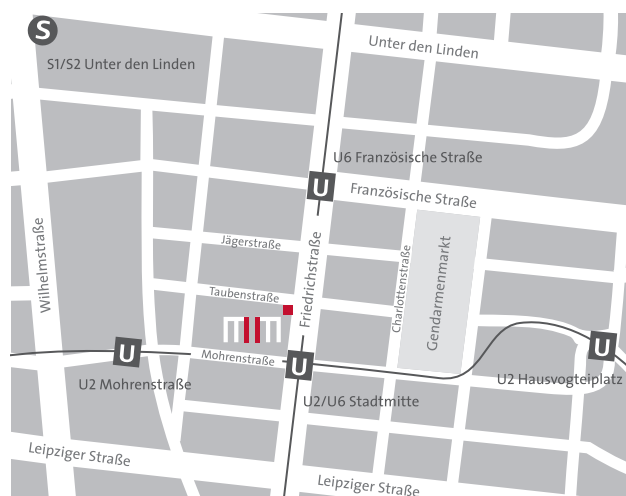 S
Unter den Linden
S1/S2 Unter den Linden
U6 Französische Straße
U
Französische Straße
Wilhelmstraße
Jägerstraße
Friedrichstraße
Charlottenstraße
Gendarmenmarkt
Taubenstraße
U
Mohrenstraße
U
U
U2 Mohrenstraße
U2 Hausvogteiplatz
U2/U6 Stadtmitte
Leipziger Straße
Leipziger Straße